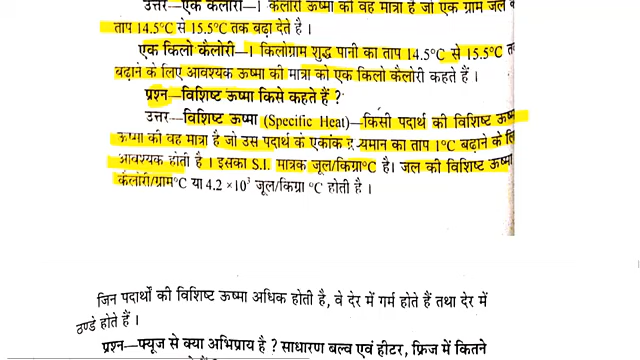 उत्तर–एक कैलोरी–1 कैलोरी ऊष्मा की वह मात्रा है जो एक ग्राम जल
ताप 14.5°C से 15.5°C तक बढ़ा देते है ।
एक किलो कैलोरी–1 किलोग्राम शुद्ध पानी का ताप 14.5°C से 15.5°C
बढ़ाने के लिए आवश्यक ऊष्मा की मात्रा को एक किलो कैलोरी कहते हैं ।
प्रश्न–विशिष्ट ऊष्मा किसे कहते हैं ?
उत्तर–विशिष्ट ऊष्मा (Specific Heat)–किसी पदार्थ की विशिष्ट
ऊष्मा की वह मात्रा है जो उस पदार्थ के एकांक द्रव्यमान का ताप 1°C बढ़ाने के
आवश्यक होती है । इसका S.I. मात्रक जूल/किग्रा°C है। जल की विशिष्ट ऊष्मा
कैलोरी/ग्राम°C या 4.2 ×10³ जूल/किग्रा °C होती है ।
जिन पदार्थों की विशिष्ट ऊष्मा अधिक होती है, वे देर में गर्म होते हैं तथा देर में
ठण्डे होते हैं ।
प्रश्न–फ्यूज से क्या अभिप्राय है ? साधारण बल्व एवं हीटर, फ्रिज में कितने